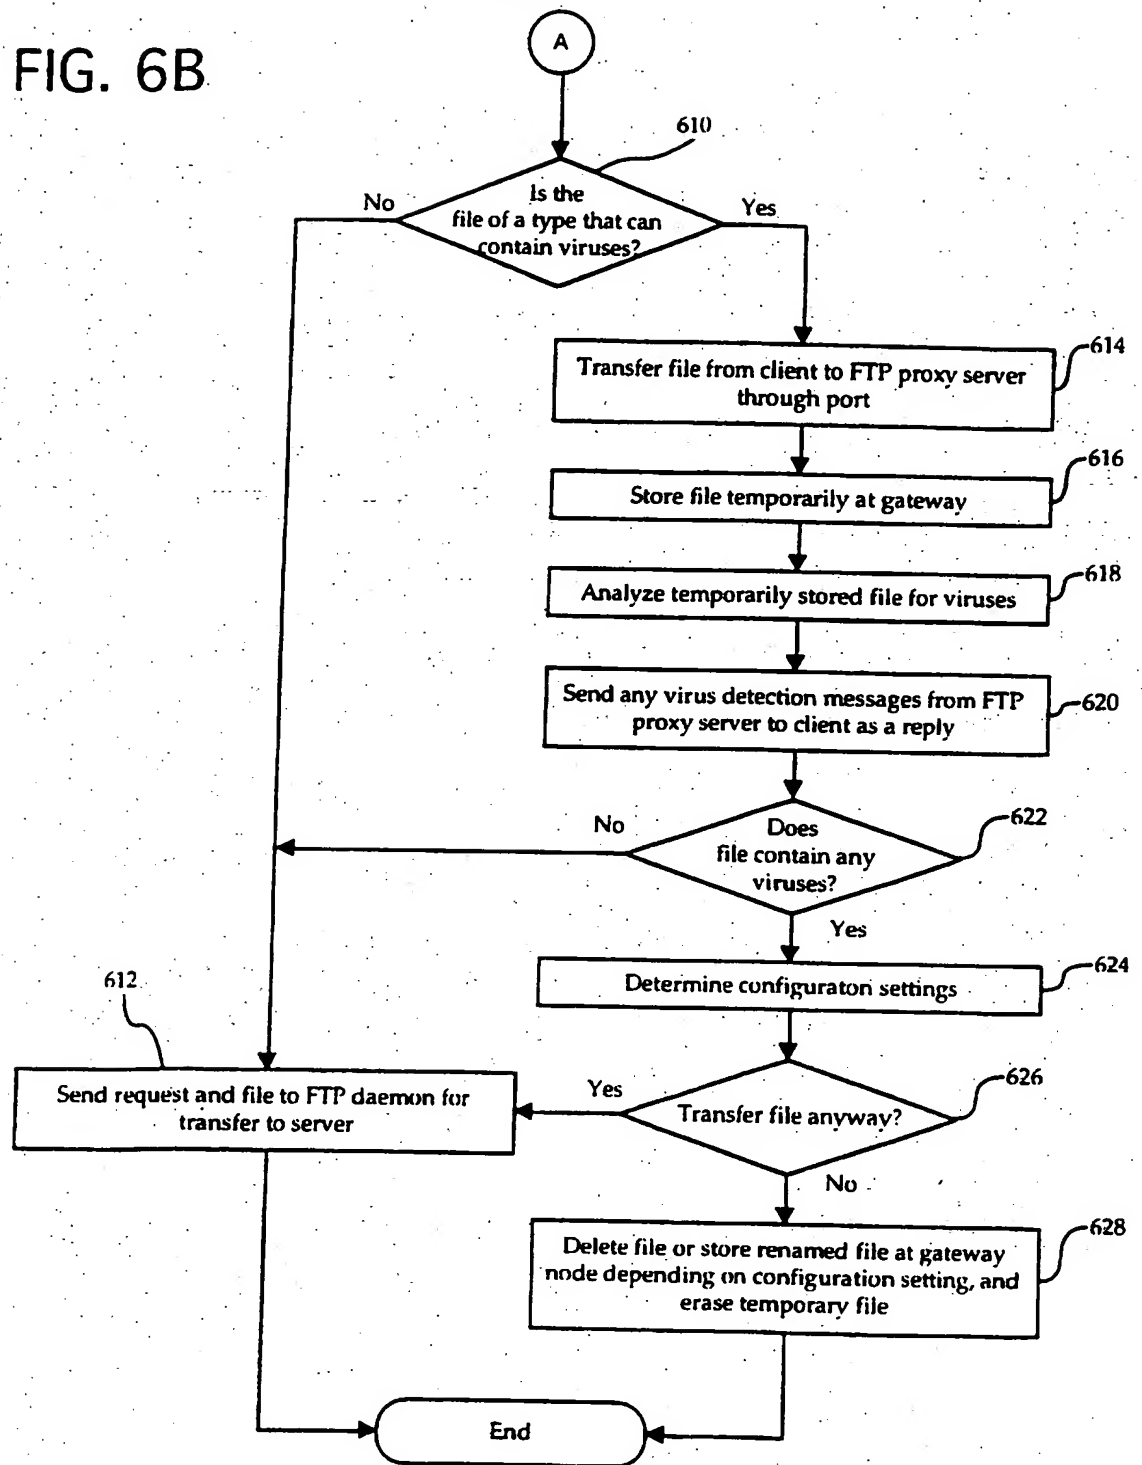 FIG. 6B
A
610
Is the
file of a type that can
contain viruses?
No
Yes
614
Transfer file from client to FTP proxy server
through port
616
Store file temporarily at gateway
618
Analyze temporarily stored file for viruses
620
Send any virus detection messages from FTP
proxy server to client as a reply
622
Does
file contain any
viruses?
No
Yes
624
Determine configuraton settings
612
Send request and file to FTP daemon for
transfer to server
626
Transfer file anyway?
Yes
No
628
Delete file or store renamed file at gateway
node depending on configuration setting, and
erase temporary file
End